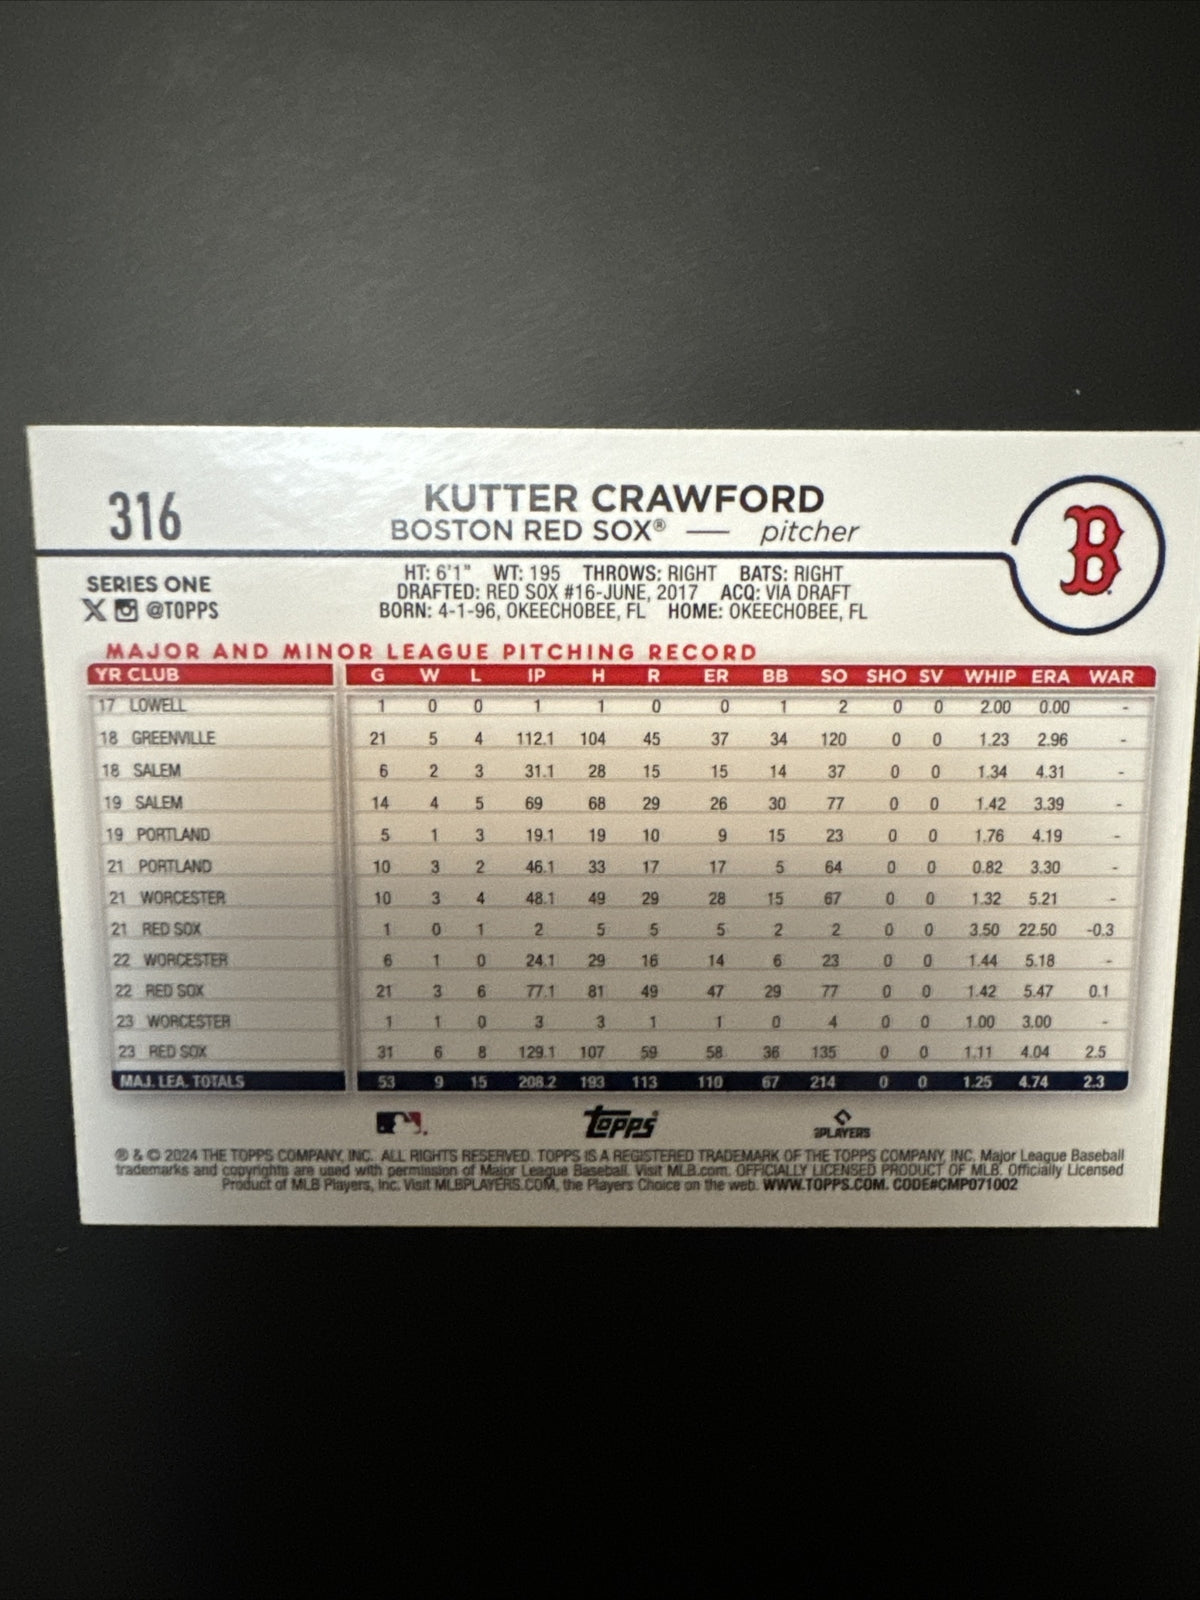 316
KUTTER CRAWFORD
BOSTON RED SOX® — pitcher
B
SERIES ONE
X @TOPPS
HT: 6'1" WT: 195 THROWS: RIGHT BATS: RIGHT
DRAFTED: RED SOX #16-JUNE, 2017 ACQ: VIA DRAFT
BORN: 4-1-96, OKEECHOBEE, FL HOME: OKEECHOBEE, FL
MAJOR AND MINOR LEAGUE PITCHING RECORD
YR CLUB G W L IP H R ER BB SO SHO SV WHIP ERA WAR
17 LOWELL 1 0 0 1 1 0 0 1 2 0 0 2.00 0.00 -
18 GREENVILLE 21 5 4 112.1 104 45 37 34 120 0 0 1.23 2.96 -
18 SALEM 6 2 3 31.1 28 15 15 14 37 0 0 1.34 4.31 -
19 SALEM 14 4 5 69 68 29 26 30 77 0 0 1.42 3.39 -
19 PORTLAND 5 1 3 19.1 19 10 9 15 23 0 0 1.76 4.19 -
21 PORTLAND 10 3 2 46.1 33 17 17 5 64 0 0 0.82 3.30 -
21 WORCESTER 10 3 4 48.1 49 29 28 15 67 0 0 1.32 5.21 -
21 RED SOX 1 0 1 2 5 5 5 2 2 0 0 3.50 22.50 -0.3
22 WORCESTER 6 1 0 24.1 29 16 14 6 23 0 0 1.44 5.18 -
22 RED SOX 21 3 6 77.1 81 49 47 29 77 0 0 1.42 5.47 0.1
23 WORCESTER 1 1 0 3 3 1 1 0 4 0 0 1.00 3.00 -
23 RED SOX 31 6 8 129.1 107 59 58 36 135 0 0 1.11 4.04 2.5
MAJ. LEA. TOTALS 53 9 15 208.2 193 113 110 67 214 0 0 1.25 4.74 2.3
Topps® PLAYERS
® & © 2024 THE TOPPS COMPANY, INC. ALL RIGHTS RESERVED. TOPPS IS A REGISTERED TRADEMARK OF THE TOPPS COMPANY, INC. Major League Baseball
trademarks and copyrights are used with permission of Major League Baseball. Visit MLB.com. OFFICIALLY LICENSED PRODUCT OF MLB. Officially Licensed
Product of MLB Players, Inc. Visit MLBPLAYERS.COM, the Players Choice on the web. WWW.TOPPS.COM. CODE#CMP071002